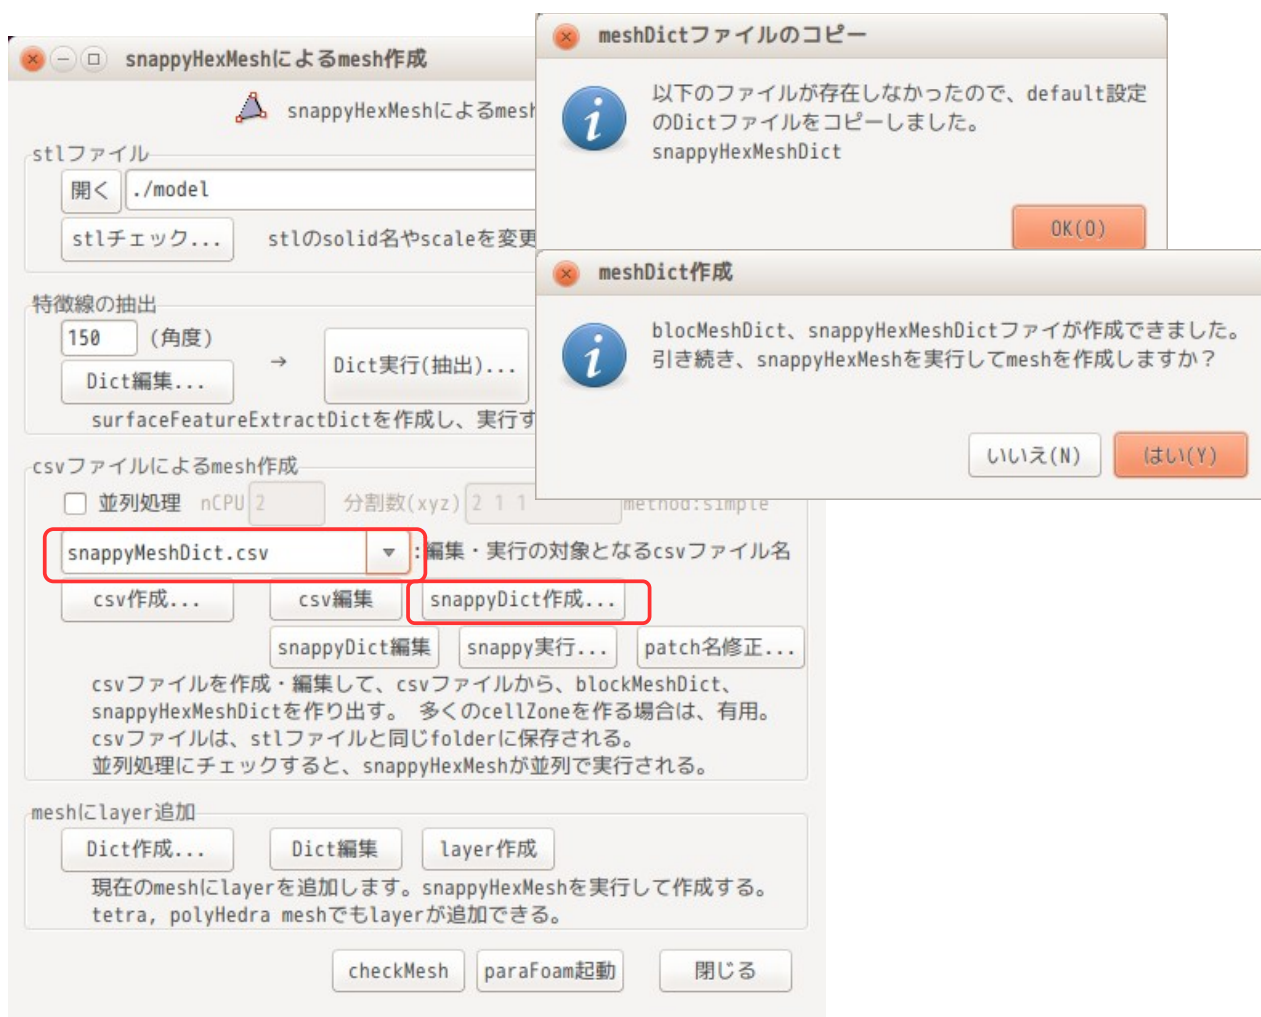 snappyHexMeshによるmesh作成
snappyHexMeshによるmesh
stlファイル
開く ./model
stlチェック... stlのsolid名やscaleを変更
特徴線の抽出
150 (角度)
→ Dict実行(抽出)...
Dict編集...
surfaceFeatureExtractDictを作成し、実行す
csvファイルによるmesh作成
並列処理 nCPU 2 分割数(xyz) 2 1 1 method:simple
snappyMeshDict.csv :編集・実行の対象となるcsvファイル名
csv作成... csv編集 snappyDict作成...
snappyDict編集 snappy実行... patch名修正...
csvファイルを作成・編集して、csvファイルから、blockMeshDict、
snappyHexMeshDictを作り出す。 多くのcellZoneを作る場合は、有用。
csvファイルは、stlファイルと同じfolderに保存される。
並列処理にチェックすると、snappyHexMeshが並列で実行される。
meshにlayer追加
Dict作成... Dict編集 layer作成
現在のmeshにlayerを追加します。snappyHexMeshを実行して作成する。
tetra, polyHedra meshでもlayerが追加できる。
checkMesh paraFoam起動 閉じる
meshDictファイルのコピー
以下のファイルが存在しなかったので、default設定
のDictファイルをコピーしました。
snappyHexMeshDict
OK(O)
meshDict作成
blocMeshDict、snappyHexMeshDictファイが作成できました。
引き続き、snappyHexMeshを実行してmeshを作成しますか？
いいえ(N) はい(Y)